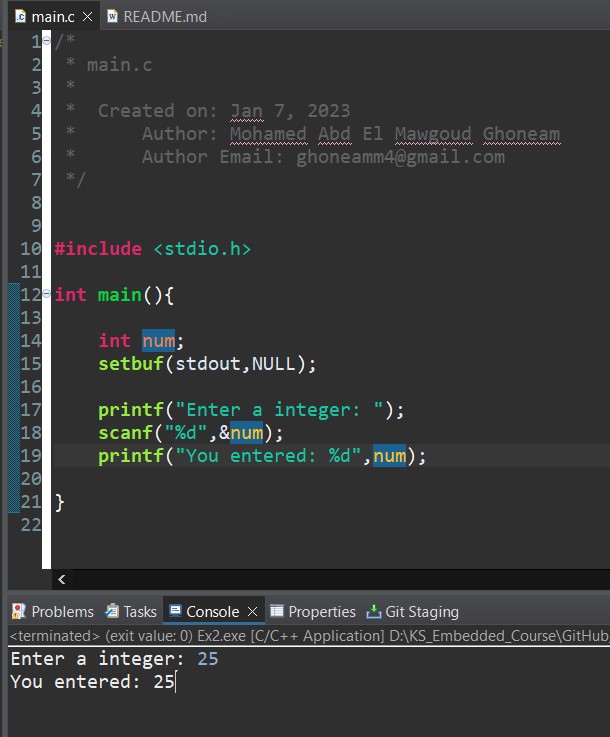 main.c README.md
1 /*
2  * main.c
3  *
4  *  Created on: Jan 7, 2023
5  *      Author: Mohamed Abd El Mawgoud Ghoneam
6  *      Author Email: ghoneamm4@gmail.com
7  */
8
9
10 #include <stdio.h>
11
12 int main(){
13
14     int num;
15     setbuf(stdout,NULL);
16
17     printf("Enter a integer: ");
18     scanf("%d",&num);
19     printf("You entered: %d",num);
20
21 }
22
Problems Tasks Console Properties Git Staging
<terminated> (exit value: 0) Ex2.exe [C/C++ Application] D:\KS_Embedded_Course\GitHub
Enter a integer: 25
You entered: 25